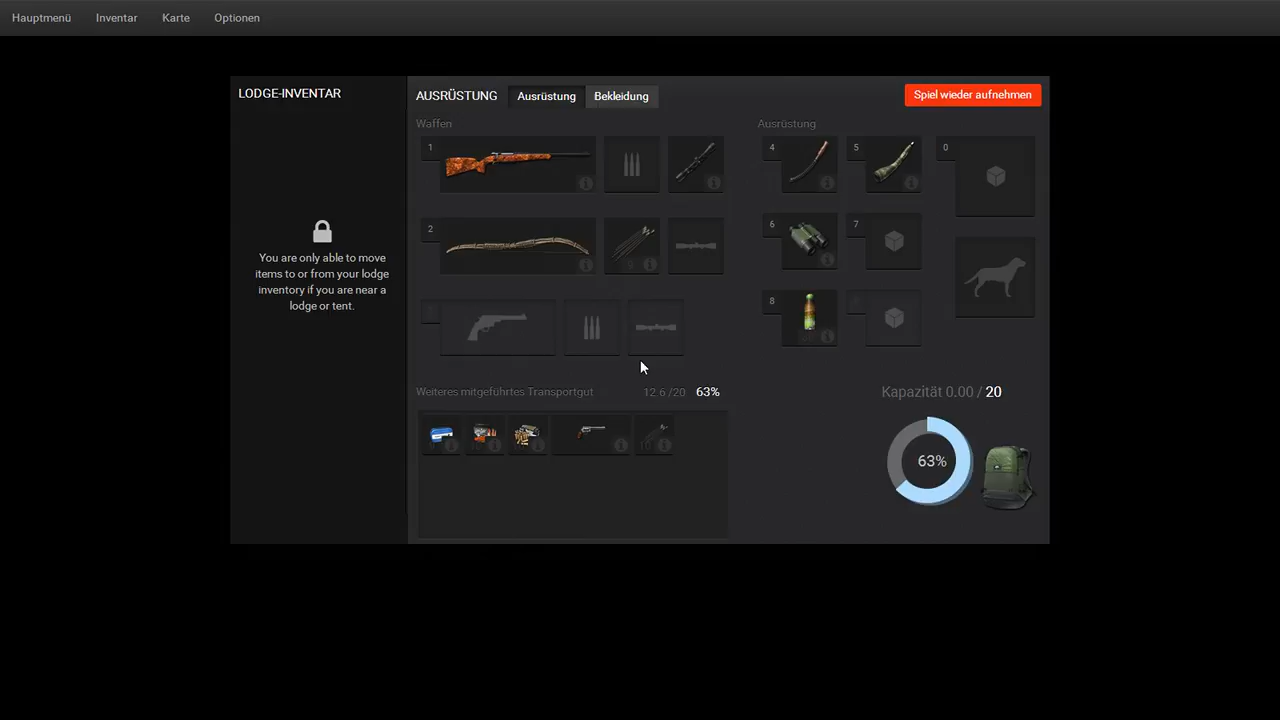 Hauptmenü Inventar Karte Optionen
LODGE-INVENTAR
You are only able to move
items to or from your lodge
inventory if you are near a
lodge or tent.
AUSRÜSTUNG Ausrüstung Bekleidung Spiel wieder aufnehmen
Waffen
1
2
Ausrüstung
4 5 0
6 7
8
Weiteres mitgeführtes Transportgut 12.6 /20 63%
Kapazität 0.00 / 20
63%